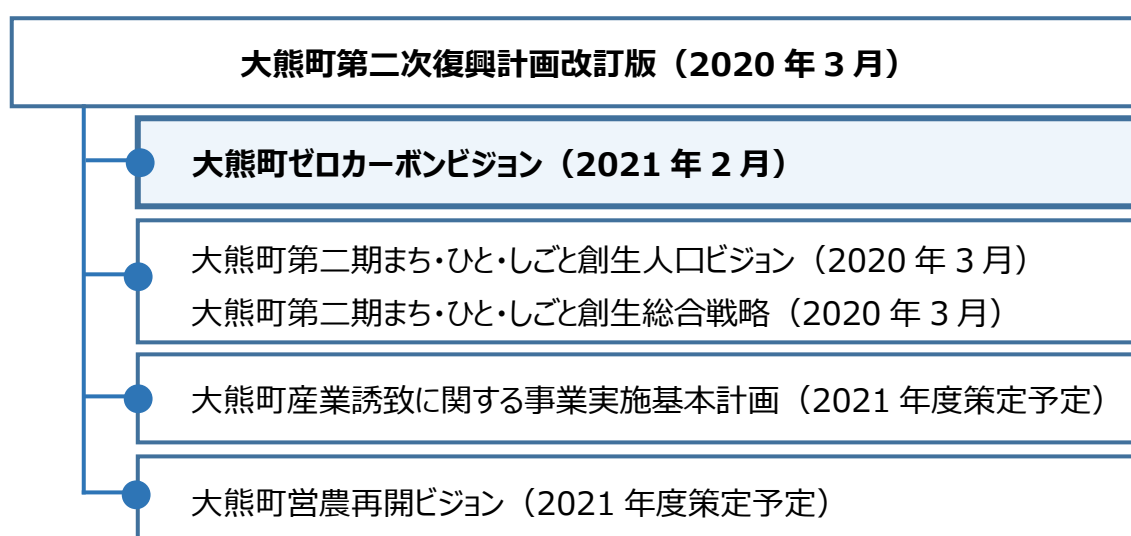 大熊町第二次復興計画改訂版（2020 年 3 月）
大熊町ゼロカーボンビジョン（2021 年 2 月）
大熊町第二期まち・ひと・しごと創生人口ビジョン（2020 年 3 月）
大熊町第二期まち・ひと・しごと創生総合戦略（2020 年 3 月）
大熊町産業誘致に関する事業実施基本計画（2021 年度策定予定）
大熊町営農再開ビジョン（2021 年度策定予定）